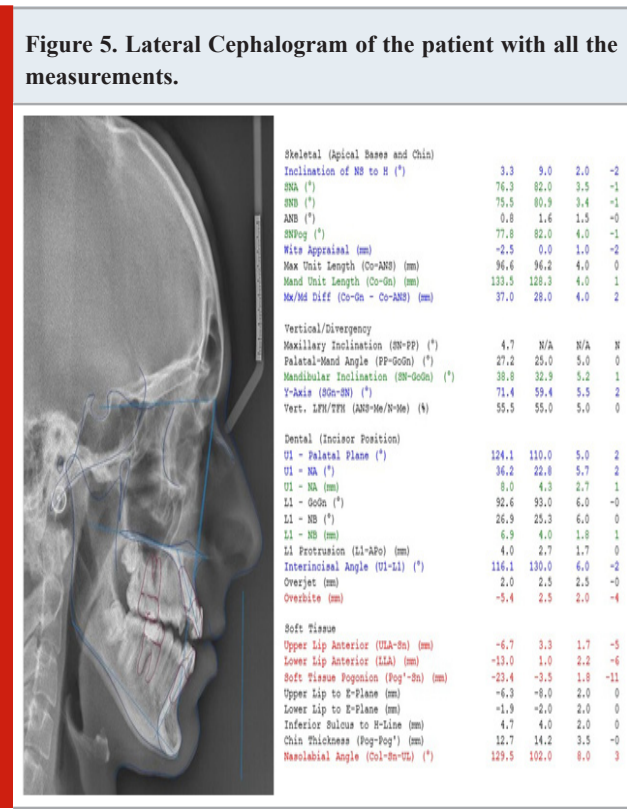 Figure 5. Lateral Cephalogram of the patient with all the
measurements.
Skeletal (Apical Bases and Chin)
Inclination of NS to H (°) 3.3 9.0 2.0 -2
SNA (°) 76.3 82.0 3.5 -1
SNB (°) 75.5 80.9 3.4 -1
ANB (°) 0.8 1.6 1.5 -0
SNPog (°) 77.8 82.0 4.0 -1
Wits Appraisal (mm) -2.5 0.0 1.0 -2
Max Unit Length (Co-ANS) (mm) 96.6 96.2 4.0 0
Mand Unit Length (Co-Gn) (mm) 133.5 128.3 4.0 1
Mx/Md Diff (Co-Gn - Co-ANS) (mm) 37.0 28.0 4.0 2
Vertical/Divergency
Maxillary Inclination (SN-PP) (°) 4.7 N/A N/A N
Palatal-Mand Angle (PP-GoGn) (°) 27.2 25.0 5.0 0
Mandibular Inclination (SN-GoGn) (°) 38.8 32.9 5.2 1
Y-Axis (SGn-SN) (°) 71.4 59.4 5.5 2
Vert. LFH/TFH (ANS-Me/N-Me) (%) 55.5 55.0 5.0 0
Dental (Incisor Position)
U1 - Palatal Plane (°) 124.1 110.0 5.0 2
U1 - NA (°) 36.2 22.8 5.7 2
U1 - NA (mm) 8.0 4.3 2.7 1
L1 - GoGn (°) 92.6 93.0 6.0 -0
L1 - NB (°) 26.9 25.3 6.0 0
L1 - NB (mm) 6.9 4.0 1.8 1
L1 Protrusion (L1-APo) (mm) 4.0 2.7 1.7 0
Interincisal Angle (U1-L1) (°) 116.1 130.0 6.0 -2
Overjet (mm) 2.0 2.5 2.5 -0
Overbite (mm) -5.4 2.5 2.0 -4
Soft Tissue
Upper Lip Anterior (ULA-Sn) (mm) -6.7 3.3 1.7 -5
Lower Lip Anterior (LLA) (mm) -13.0 1.0 2.2 -6
Soft Tissue Pogonion (Pog'-Sn) (mm) -23.4 -3.5 1.8 -11
Upper Lip to E-Plane (mm) -6.3 -8.0 2.0 0
Lower Lip to E-Plane (mm) -1.9 -2.0 2.0 0
Inferior Sulcus to H-Line (mm) 4.7 4.0 2.0 0
Chin Thickness (Pog-Pog') (mm) 12.7 14.2 3.5 -0
Nasolabial Angle (Col-Sn-UL) (°) 129.5 102.0 8.0 3